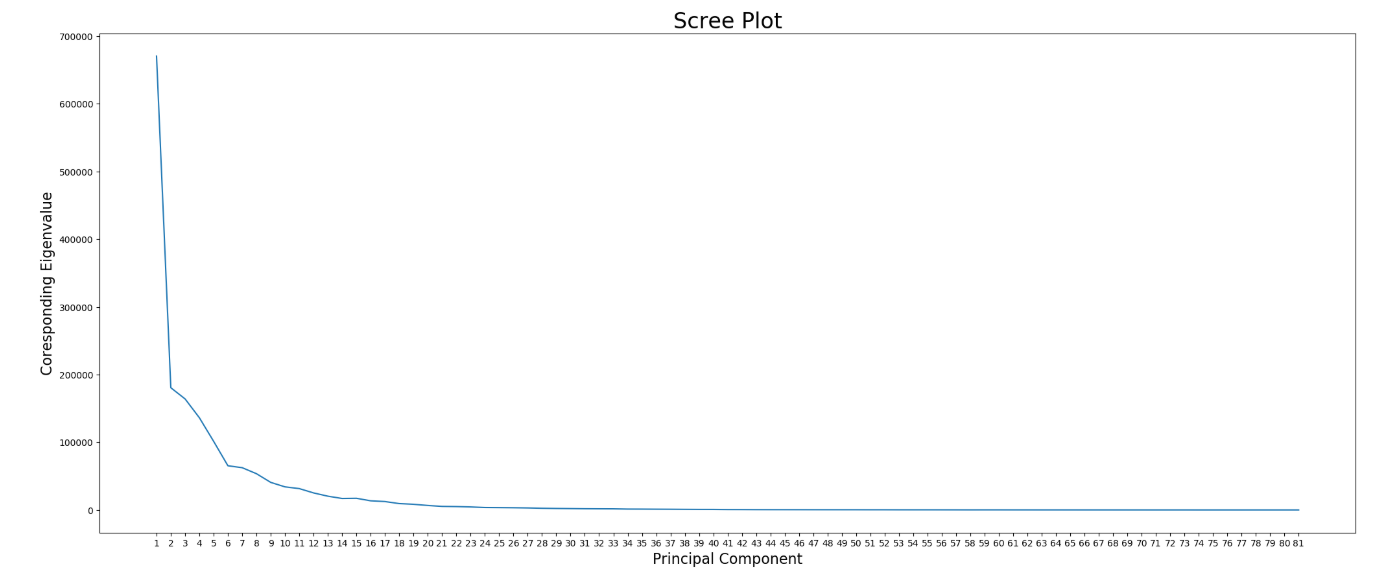 Scree Plot
700000
600000
500000
400000
300000
200000
100000
0
Coresponding Eigenvalue
1 2 3 4 5 6 7 8 9 10 11 12 13 14 15 16 17 18 19 20 21 22 23 24 25 26 27 28 29 30 31 32 33 34 35 36 37 38 39 40 41 42 43 44 45 46 47 48 49 50 51 52 53 54 55 56 57 58 59 60 61 62 63 64 65 66 67 68 69 70 71 72 73 74 75 76 77 78 79 80 81
Principal Component